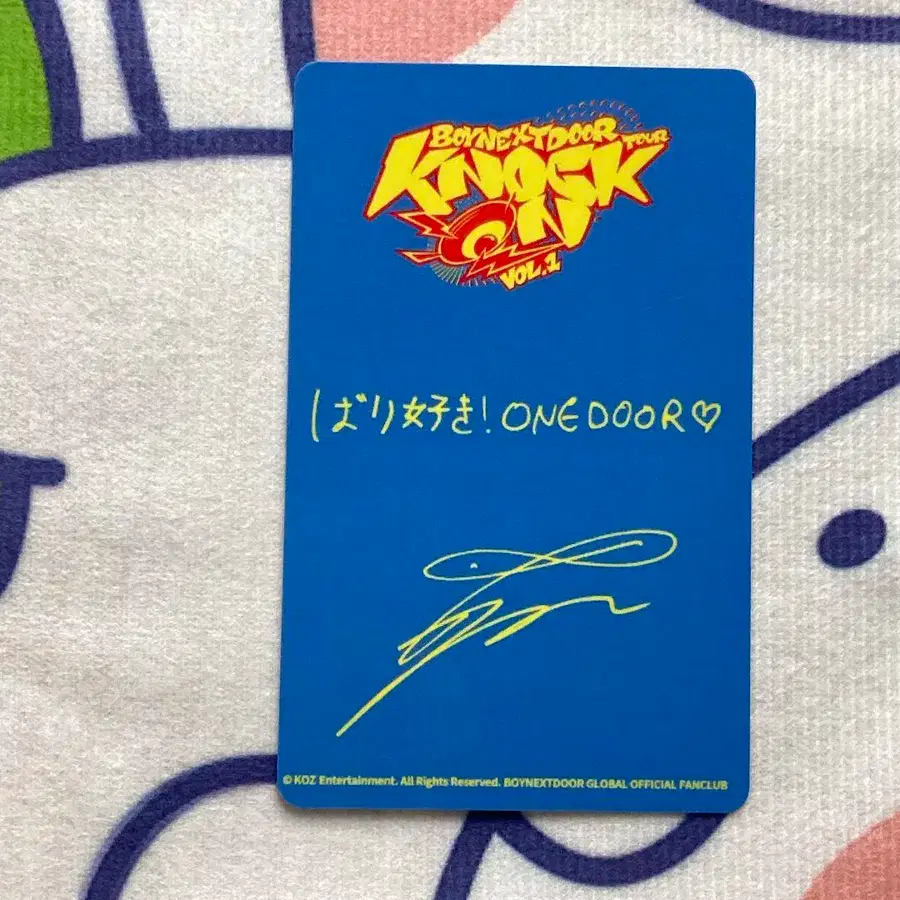 BOYNEXTDOOR TOUR
KNOCK
ON
VOL.1
ばり好き! ONEDOOR♡
© KOZ Entertainment. All Rights Reserved. BOYNEXTDOOR GLOBAL OFFICIAL FANCLUB